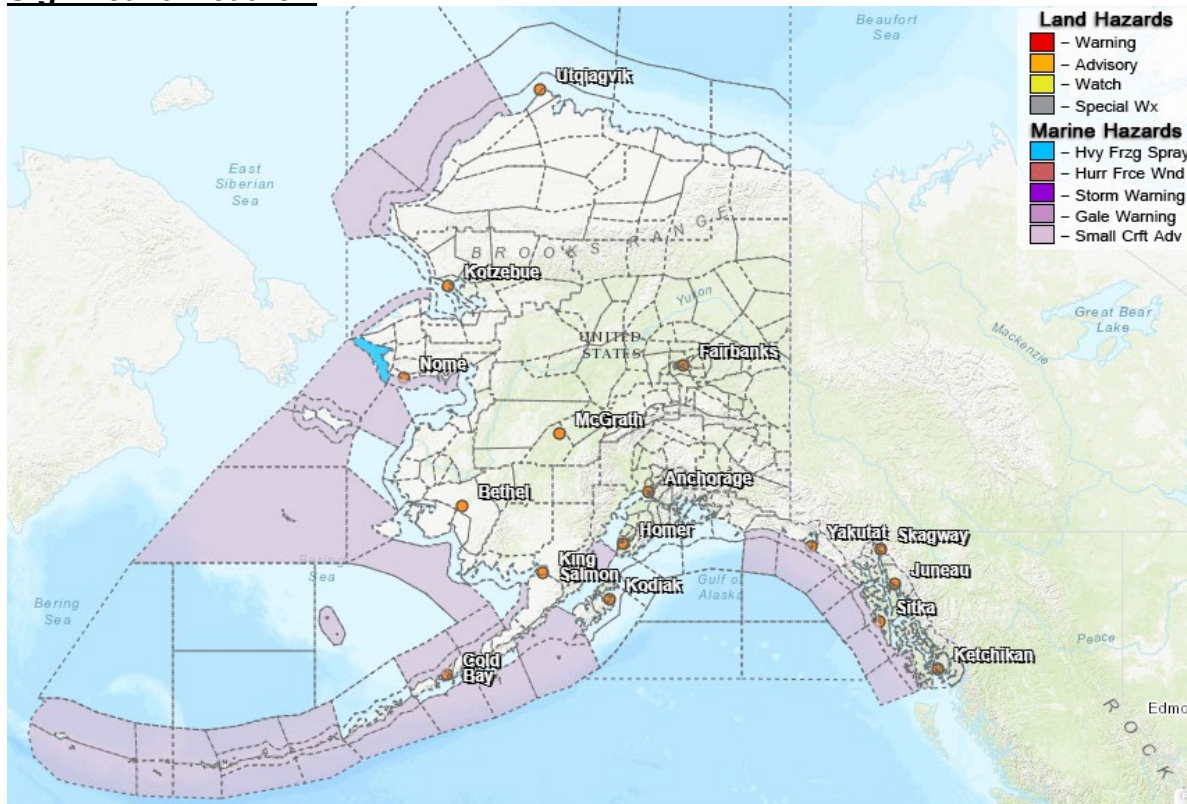 Beaufort
Sea
Land Hazards
– Warning
– Advisory
– Watch
– Special Wx
Marine Hazards
– Hvy Frzg Spray
– Hurr Frce Wnd
– Storm Warning
– Gale Warning
– Small Crft Adv
Utqiagvik
East
Siberian
Sea
BROOKS RANGE
Kotzebue
Yukon
Great Bear
Lake
Mackenzie
UNITED
STATES
Fairbanks
Nome
McGrath
Anchorage
Bethel
Homer
Yakutat
Skagway
King
Salmon
Juneau
Kodiak
Gulf of
Alaska
Sea
Bering
Sea
Sitka
Peace
Ketchikan
Cold
Bay
Edmo
ROCK